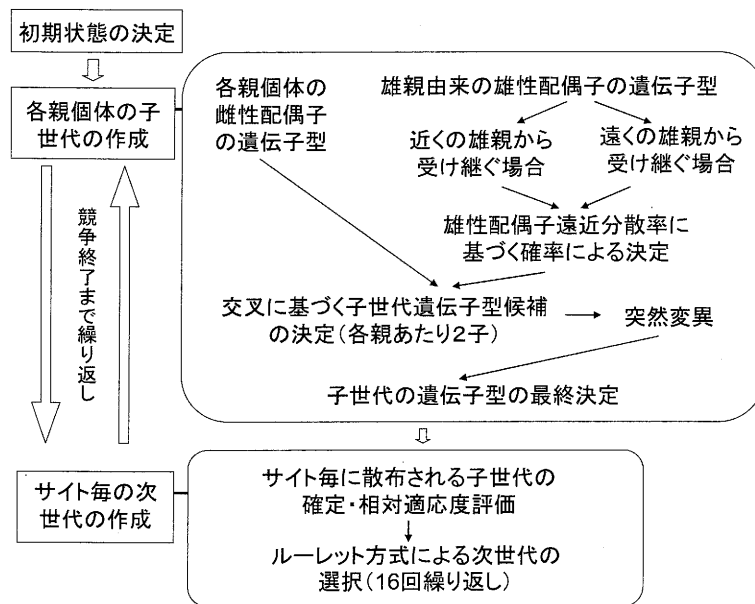 初期状態の決定
各親個体の子
世代の作成
競争終了まで繰り返し
サイト毎の次
世代の作成
各親個体の
雌性配偶子
の遺伝子型
雄親由来の雄性配偶子の遺伝子型
近くの雄親から
受け継ぐ場合
遠くの雄親から
受け継ぐ場合
雄性配偶子遠近分散率に
基づく確率による決定
交叉に基づく子世代遺伝子型候補
の決定(各親あたり2子)
突然変異
子世代の遺伝子型の最終決定
サイト毎に散布される子世代の
確定・相対適応度評価
ルーレット方式による次世代の
選択(16回繰り返し)